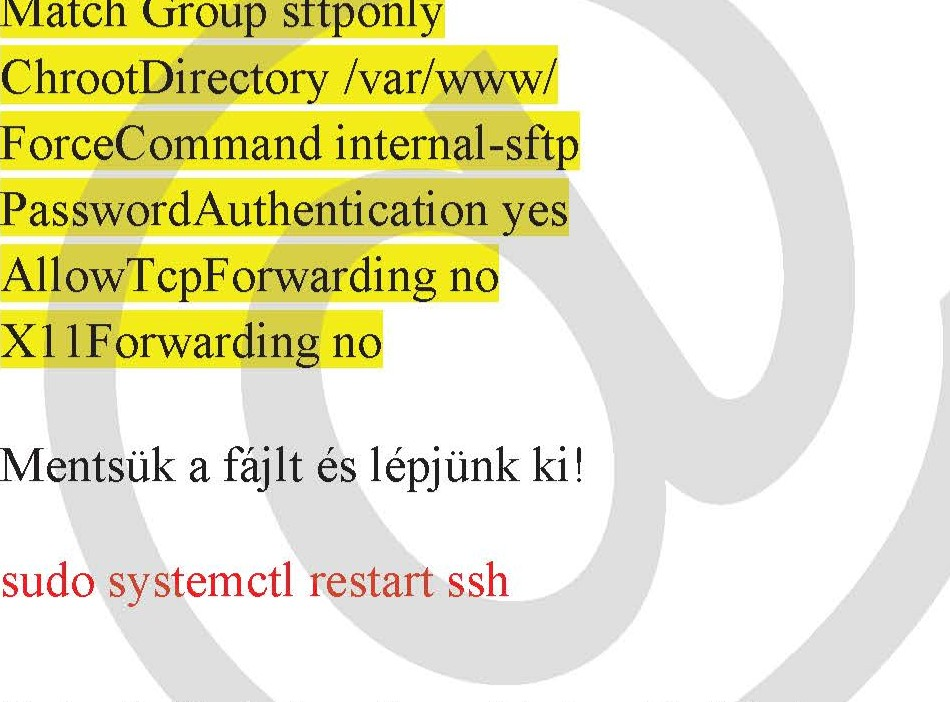 Match Group sftponly
ChrootDirectory /var/www/
ForceCommand internal-sftp
PasswordAuthentication yes
AllowTcpForwarding no
X11Forwarding no
Mentsük a fájlt és lépjünk ki!
sudo systemctl restart ssh